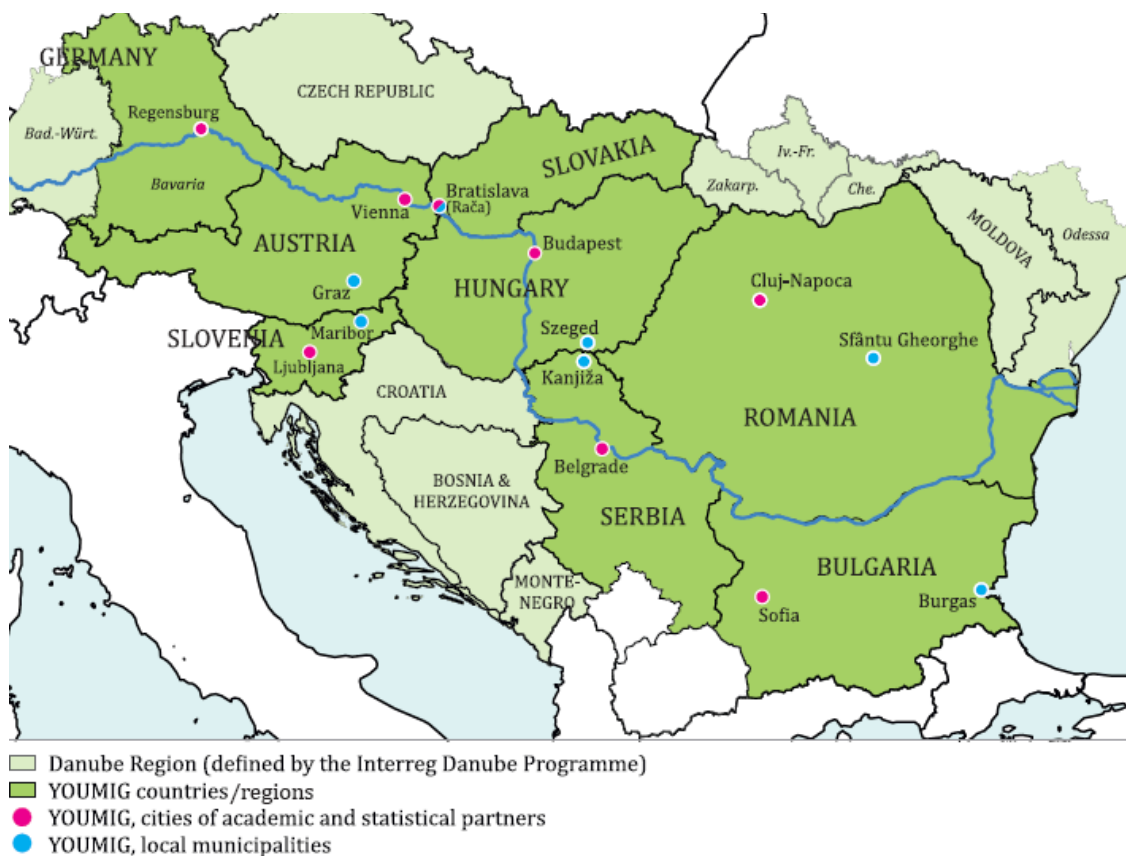 GERMANY
CZECH REPUBLIC
Regensburg
Bad.-Würt.
Bavaria
SLOVAKIA
Iv.-Fr.
Zakarp.
Che.
Bratislava
(Rača)
Vienna
MOLDOVA
Odessa
AUSTRIA
Budapest
Graz
HUNGARY
Cluj-Napoca
SLOVENIA
Maribor
Szeged
Sfântu Gheorghe
Ljubljana
Kanjiža
CROATIA
ROMANIA
Belgrade
BOSNIA &
HERZEGOVINA
SERBIA
BULGARIA
MONTE-
NEGRO
Sofia
Burgas
Danube Region (defined by the Interreg Danube Programme)
YOUMIG countries/regions
YOUMIG, cities of academic and statistical partners
YOUMIG, local municipalities